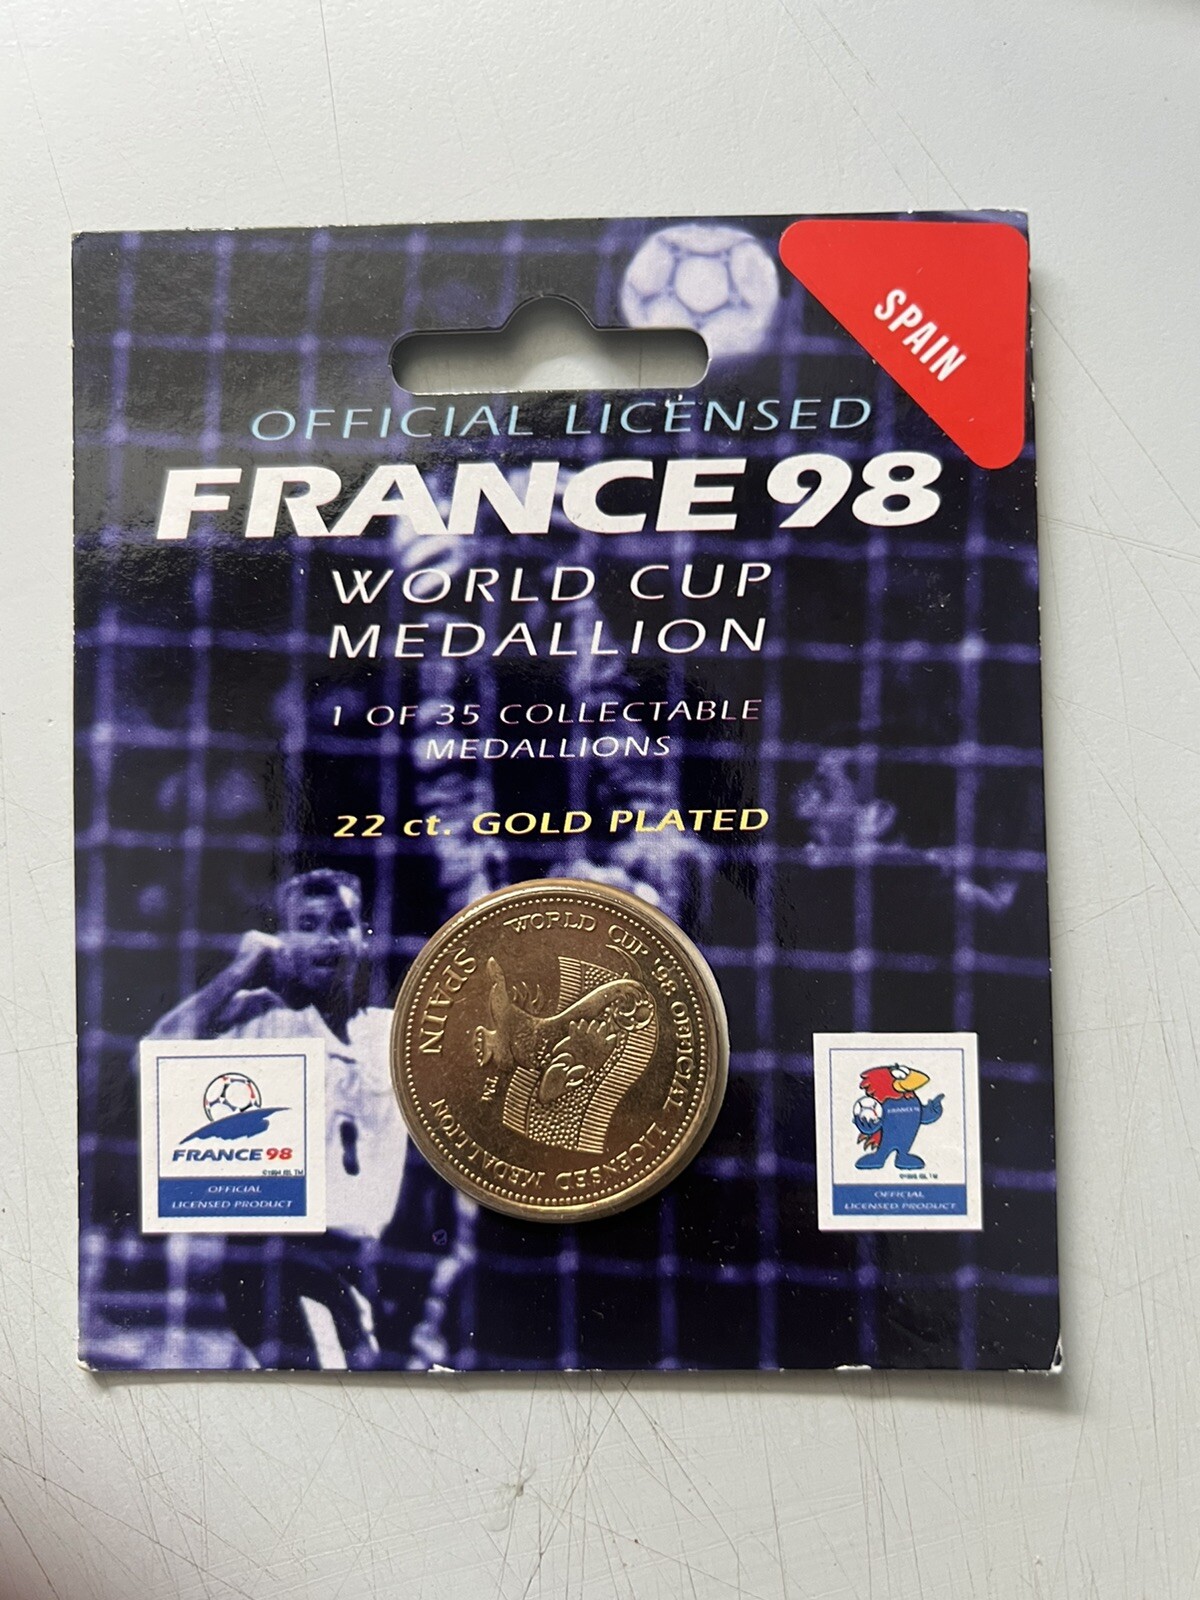 SPAIN
OFFICIAL LICENSED
FRANCE 98
WORLD CUP
MEDALLION
1 OF 35 COLLECTABLE
MEDALLIONS
22 ct. GOLD PLATED
WORLD CUP '98 OFFICIAL LICENSED MEDALLION
SPAIN
TM
FRANCE 98
OFFICIAL
LICENSED PRODUCT
OFFICIAL
LICENSED PRODUCT